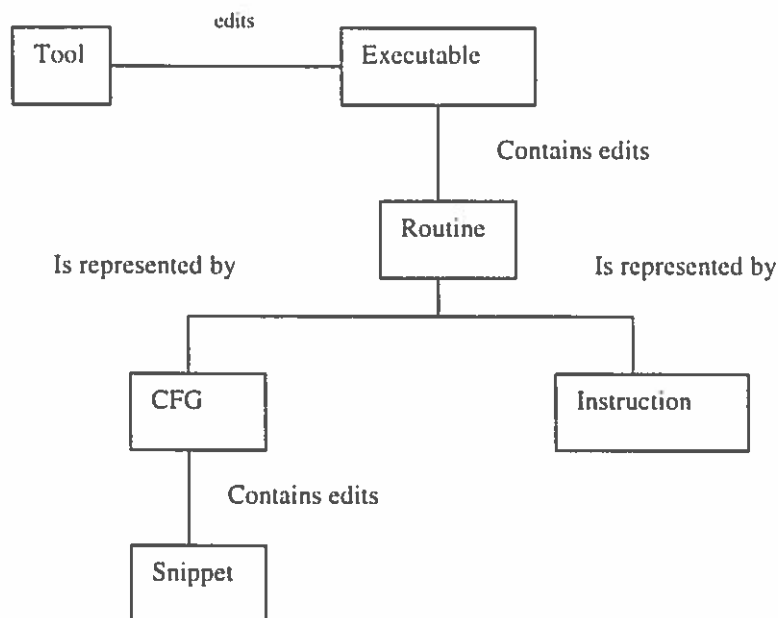 edits
Tool
Executable
Contains edits
Routine
Is represented by
Is represented by
CFG
Instruction
Contains edits
Snippet